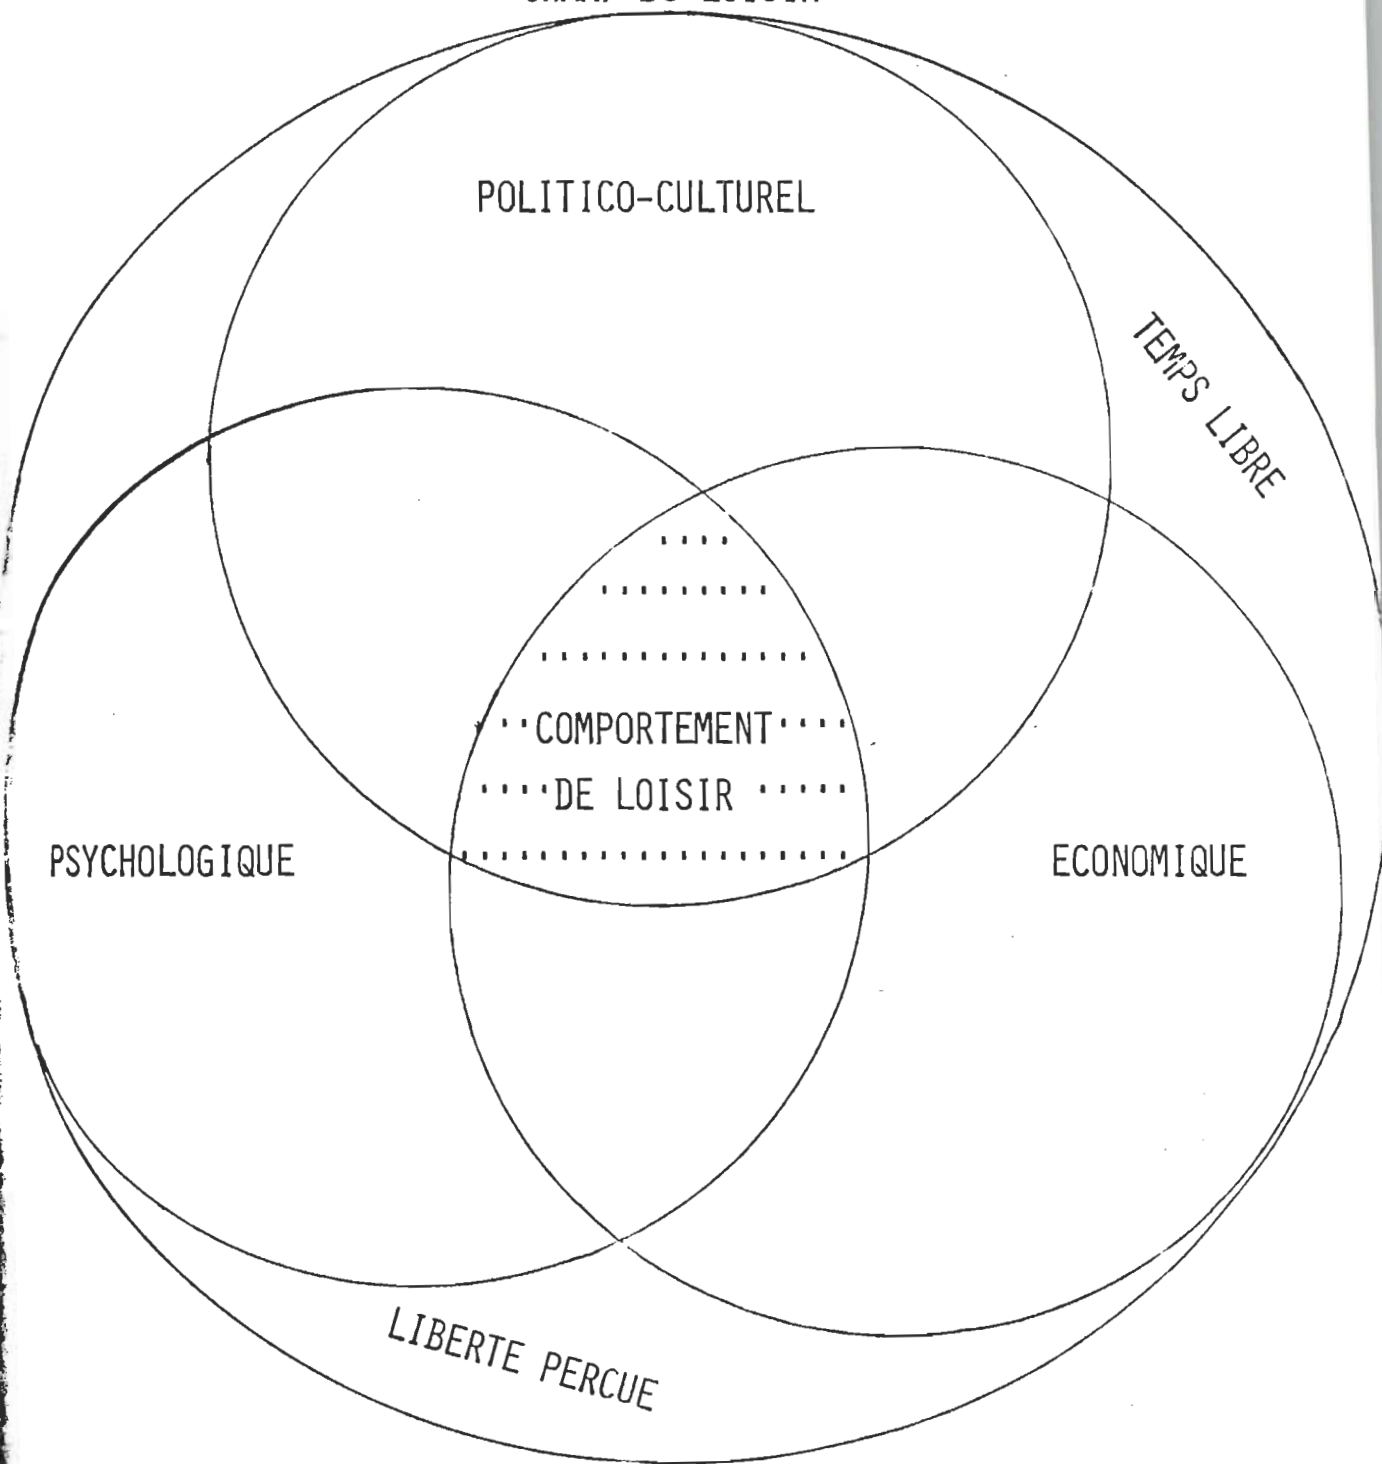 POLITICO-CULTUREL
TEMPS LIBRE
COMPORTEMENT
DE LOISIR
PSYCHOLOGIQUE
ECONOMIQUE
LIBERTE PERCUE